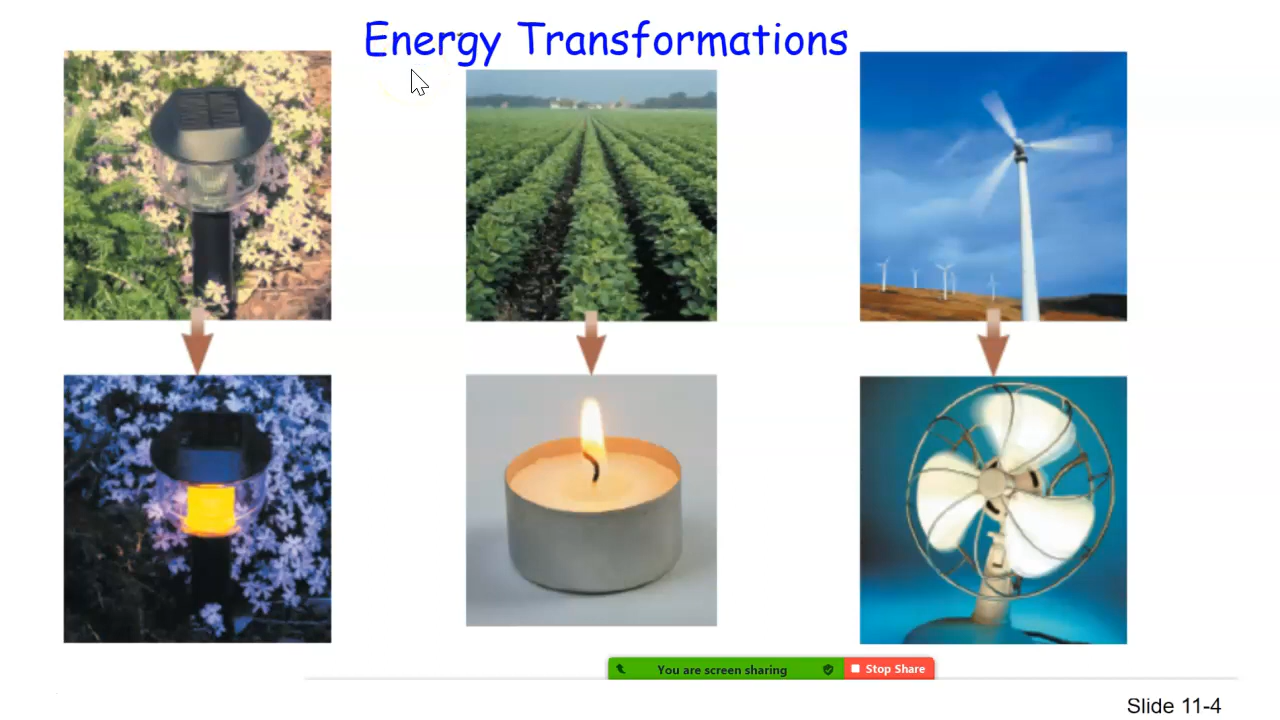 Energy Transformations
You are screen sharing
Stop Share
Slide 11-4